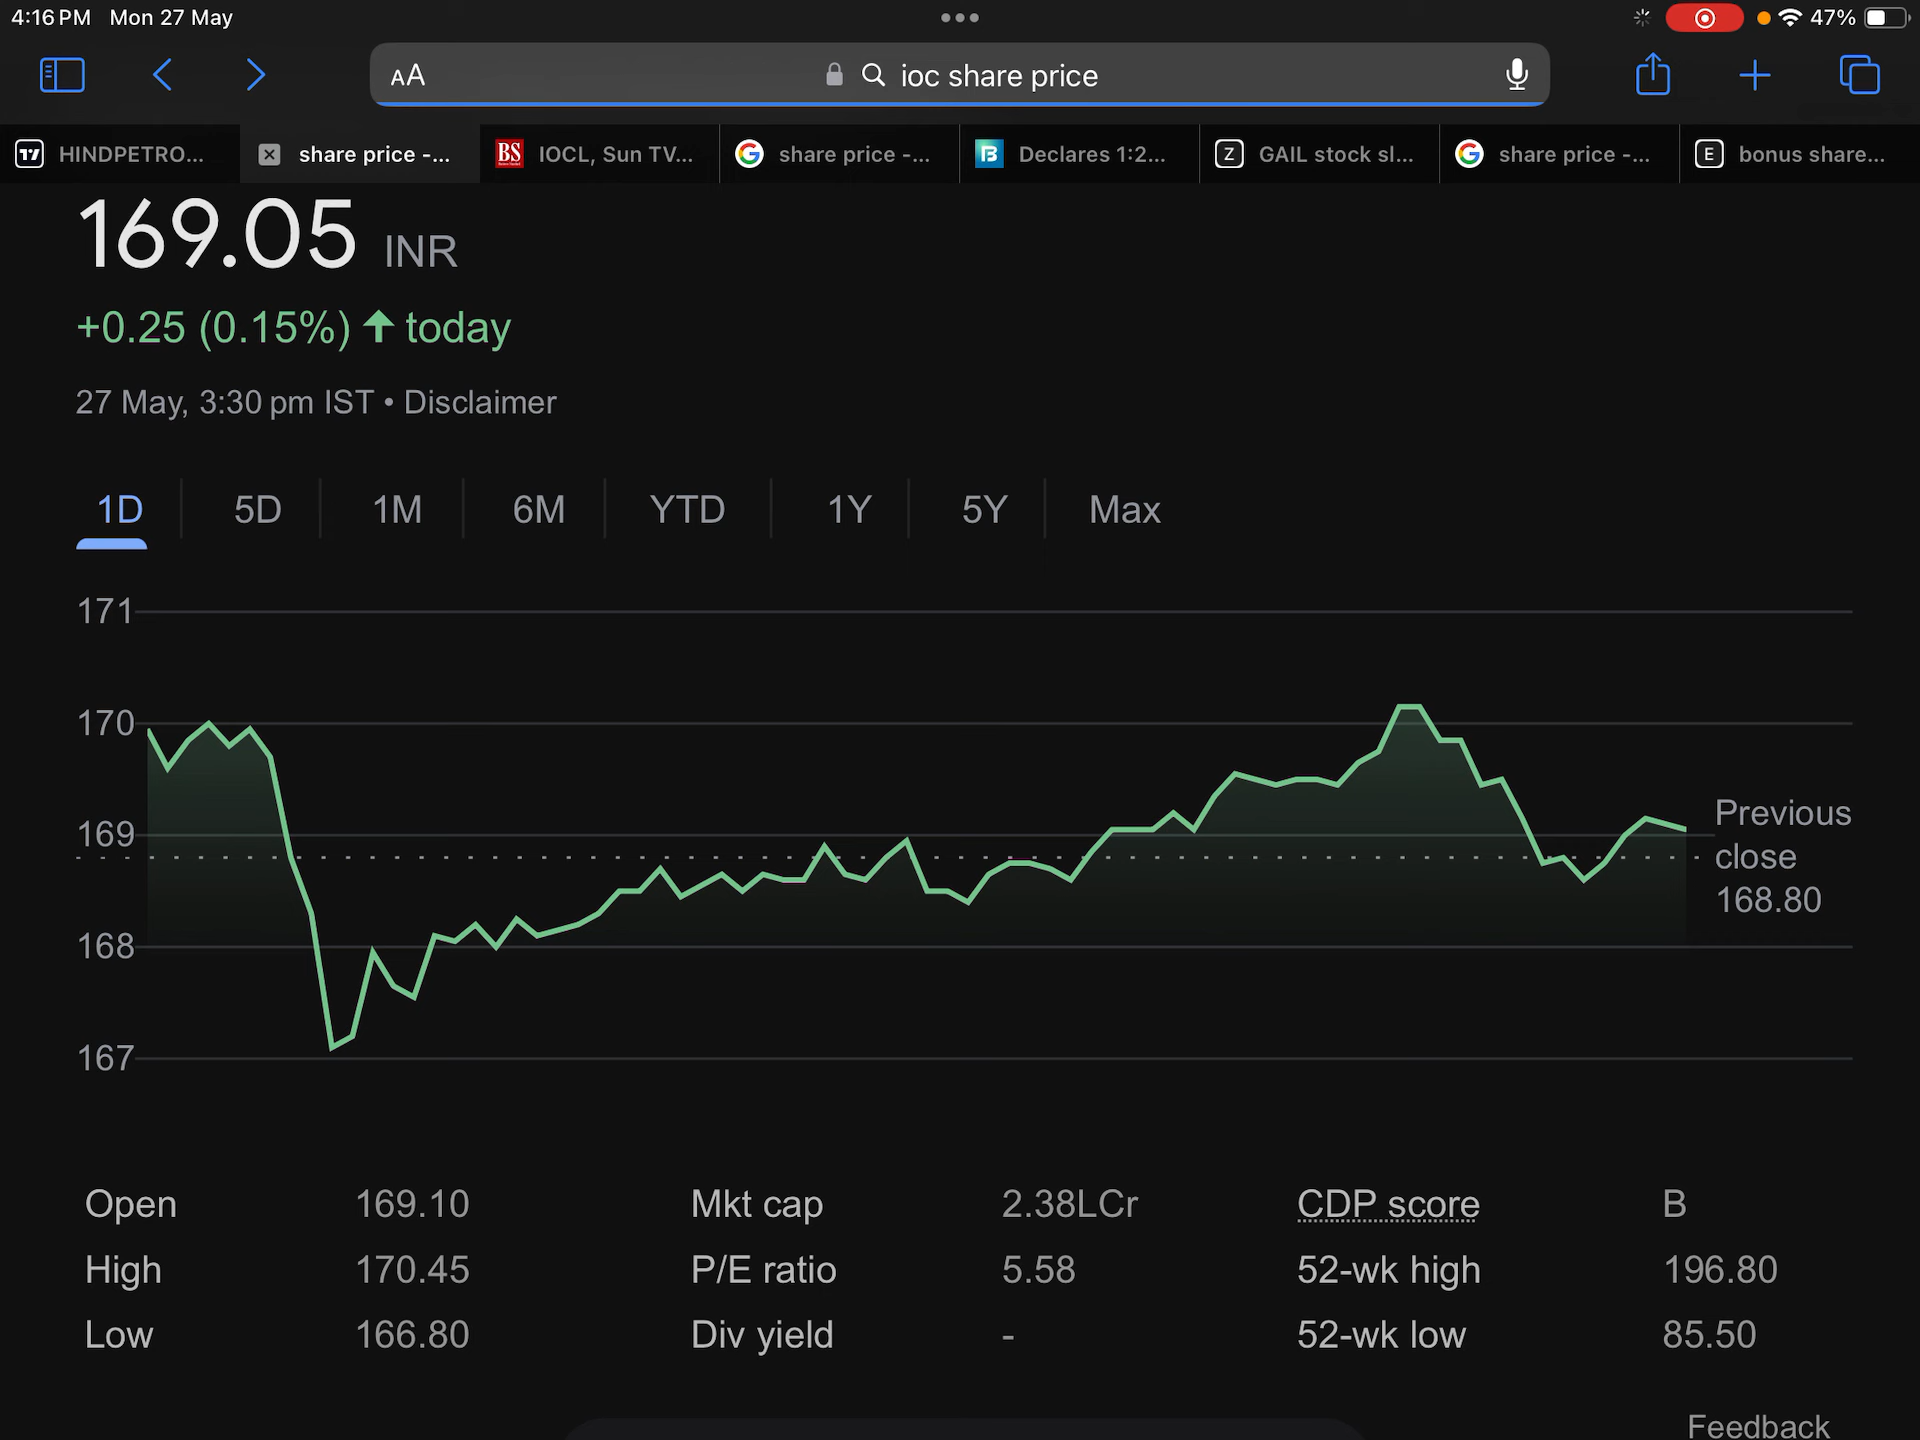 4:16 PM Mon 27 May
47%
AA ioc share price
HINDPETRO... share price -... BS IOCL, Sun TV... G share price -... B Declares 1:2... Z GAIL stock sl... G share price -... E bonus share...
169.05 INR
+0.25 (0.15%) today
27 May, 3:30 pm IST • Disclaimer
1D 5D 1M 6M YTD 1Y 5Y Max
171
170
169
168
167
Previous
close
168.80
Open 169.10 Mkt cap 2.38LCr CDP score B
High 170.45 P/E ratio 5.58 52-wk high 196.80
Low 166.80 Div yield - 52-wk low 85.50
Feedback